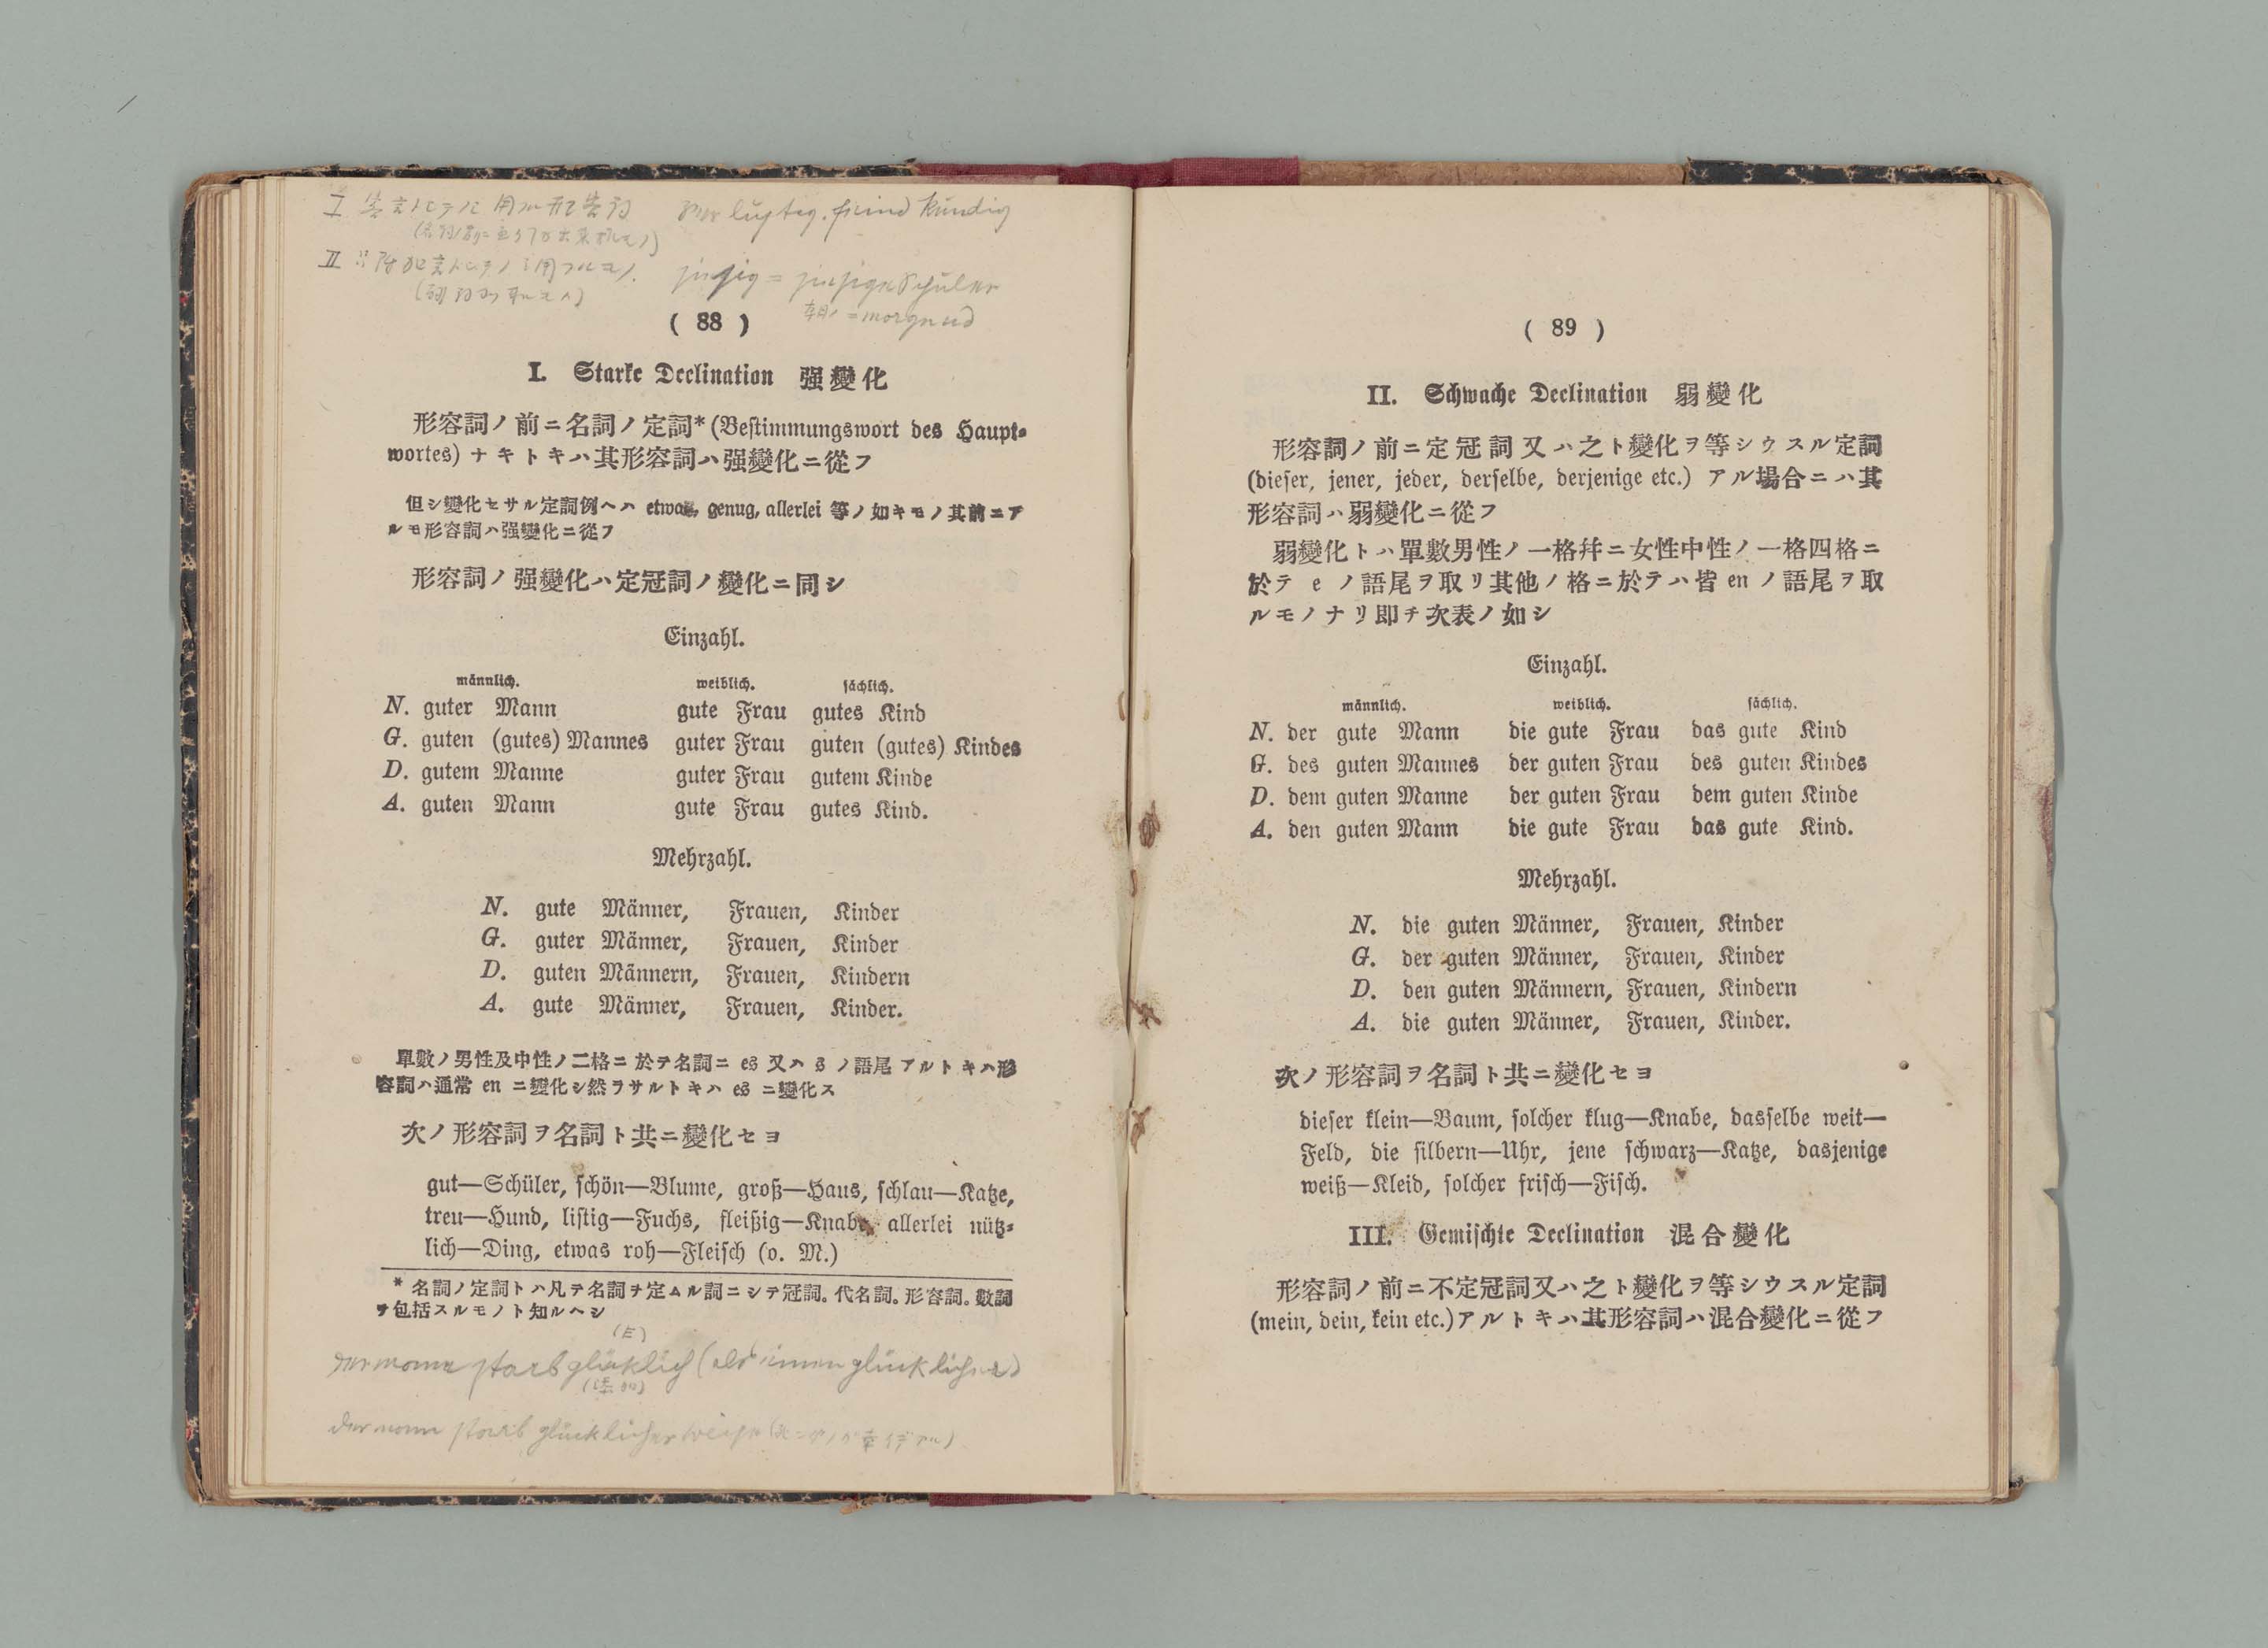 ( 88 )
I. Starke Declination 强變化
形容詞ノ前ニ名詞ノ定詞*(Bestimmungswort des Haupt-
wortes) ナキトキハ其形容詞ハ强變化ニ從フ
但シ變化セサル定詞例ヘハ etwas, genug, allerlei 等ノ如キモノ其前ニア
ルモ形容詞ハ强變化ニ從フ
形容詞ノ强變化ハ定冠詞ノ變化ニ同シ
Einzahl.
männlich. weiblich. sächlich.
N. guter Mann gute Frau gutes Kind
G. guten (gutes) Mannes guter Frau guten (gutes) Kindes
D. gutem Manne guter Frau gutem Kinde
A. guten Mann gute Frau gutes Kind.
Mehrzahl.
N. gute Männer, Frauen, Kinder
G. guter Männer, Frauen, Kinder
D. guten Männern, Frauen, Kindern
A. gute Männer, Frauen, Kinder.
單數ノ男性及中性ノ二格ニ於テ名詞ニ es 又ハ s ノ語尾アルトキハ形
容詞ハ通常 en ニ變化シ然ラサルトキハ es ニ變化ス
次ノ形容詞ヲ名詞ト共ニ變化セヨ
gut—Schüler, schön—Blume, groß—Haus, schlau—Katze,
treu—Hund, listig—Fuchs, fleißig—Knabe, allerlei nütz-
lich—Ding, etwas roh—Fleisch (o. M.)
* 名詞ノ定詞トハ凡テ名詞ヲ定ムル詞ニシテ冠詞。代名詞。形容詞。數詞
ヲ包括スルモノト知ルヘシ
der mann starb glücklich (als einen glücklichen)
der mann starb glücklicher weise
( 89 )
II. Schwache Declination 弱變化
形容詞ノ前ニ定冠詞又ハ之ト變化ヲ等シウスル定詞
(dieser, jener, jeder, derselbe, derjenige etc.) アル場合ニハ其
形容詞ハ弱變化ニ從フ
弱變化トハ單數男性ノ一格幷ニ女性中性ノ一格四格ニ
於テ e ノ語尾ヲ取リ其他ノ格ニ於テハ皆 en ノ語尾ヲ取
ルモノナリ即チ次表ノ如シ
Einzahl.
männlich. weiblich. sächlich.
N. der gute Mann die gute Frau das gute Kind
G. des guten Mannes der guten Frau des guten Kindes
D. dem guten Manne der guten Frau dem guten Kinde
A. den guten Mann die gute Frau das gute Kind.
Mehrzahl.
N. die guten Männer, Frauen, Kinder
G. der guten Männer, Frauen, Kinder
D. den guten Männern, Frauen, Kindern
A. die guten Männer, Frauen, Kinder.
次ノ形容詞ヲ名詞ト共ニ變化セヨ
dieser klein—Baum, solcher klug—Knabe, dasselbe weit—
Feld, die silbern—Uhr, jene schwarz—Katze, dasjenige
weiß—Kleid, solcher frisch—Fisch.
III. Gemischte Declination 混合變化
形容詞ノ前ニ不定冠詞又ハ之ト變化ヲ等シウスル定詞
(mein, dein, kein etc.)アルトキハ其形容詞ハ混合變化ニ從フ